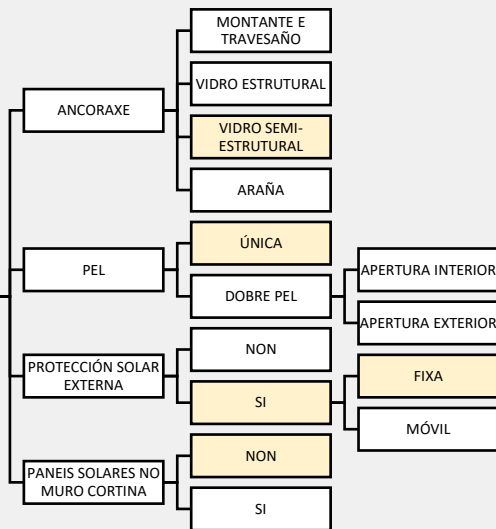 MONTANTE E
TRAVESAÑO
VIDRO ESTRUTURAL
ANCORAXE
VIDRO SEMI-
ESTRUTURAL
ARAÑA
ÚNICA
PEL
DOBRE PEL
APERTURA INTERIOR
APERTURA EXTERIOR
NON
PROTECCIÓN SOLAR
EXTERNA
SI
FIXA
MÓVIL
NON
PANEIS SOLARES NO
MURO CORTINA
SI